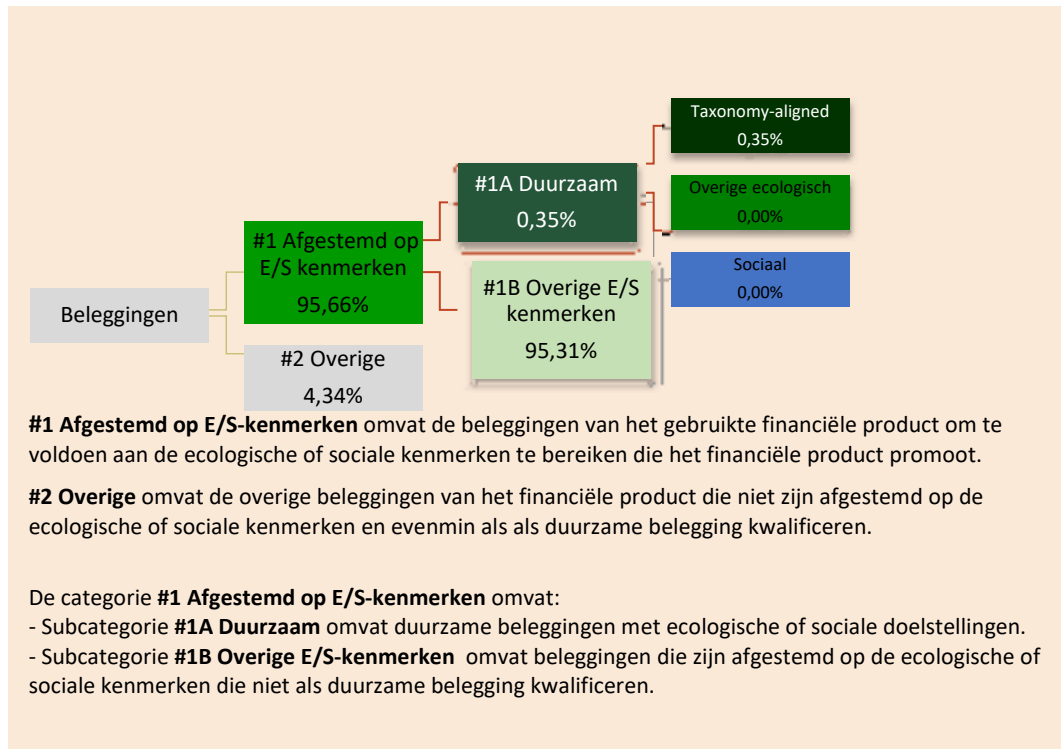 Taxonomy-aligned
0,35%
#1A Duurzaam
0,35%
Overige ecologisch
0,00%
#1 Afgestemd op
E/S kenmerken
95,66%
Sociaal
0,00%
#1B Overige E/S
kenmerken
95,31%
Beleggingen
#2 Overige
4,34%
#1 Afgestemd op E/S-kenmerken omvat de beleggingen van het gebruikte financiële product om te
voldoen aan de ecologische of sociale kenmerken te bereiken die het financiële product promoot.
#2 Overige omvat de overige beleggingen van het financiële product die niet zijn afgestemd op de
ecologische of sociale kenmerken en evenmin als als duurzame belegging kwalificeren.
De categorie #1 Afgestemd op E/S-kenmerken omvat:
- Subcategorie #1A Duurzaam omvat duurzame beleggingen met ecologische of sociale doelstellingen.
- Subcategorie #1B Overige E/S-kenmerken omvat beleggingen die zijn afgestemd op de ecologische of
sociale kenmerken die niet als duurzame belegging kwalificeren.